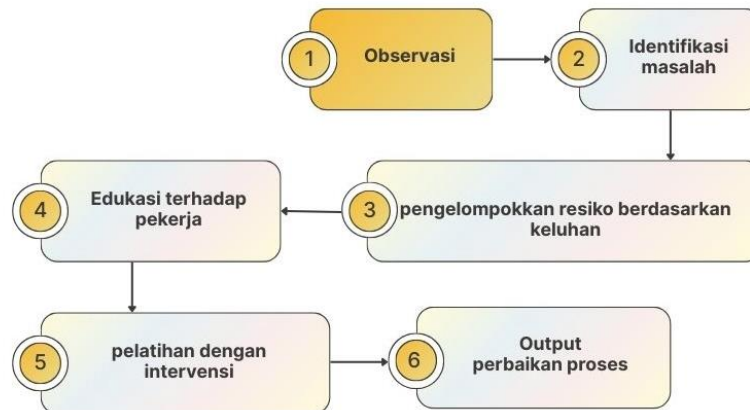 1
Observasi
2
Identifikasi
masalah
3
pengelompokkan resiko berdasarkan
keluhan
4
Edukasi terhadap
pekerja
5
pelatihan dengan
intervensi
6
Output
perbaikan proses